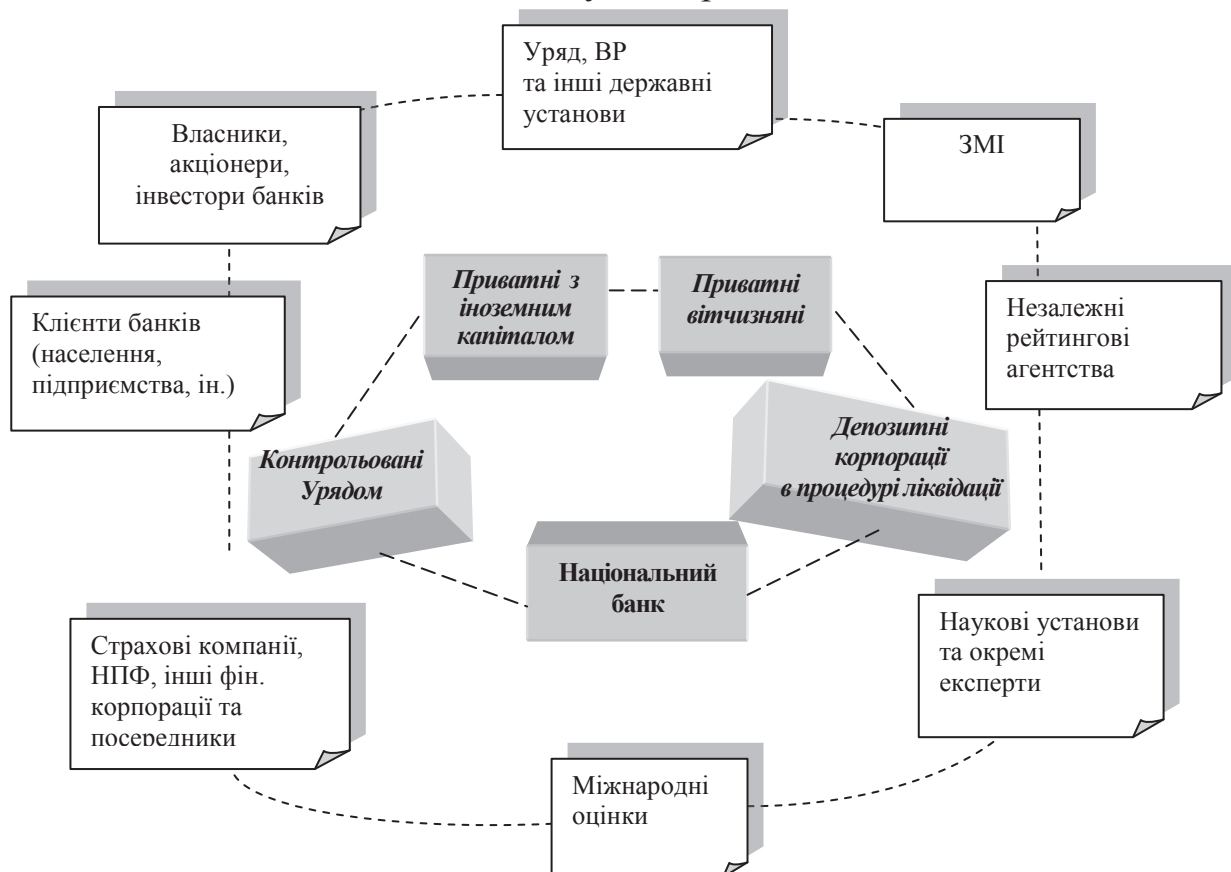 Уряд, ВР
та інші державні
установи
Власники,
акціонери,
інвестори банків
ЗМІ
Приватні з
іноземним
капіталом
Приватні
вітчизняні
Клієнти банків
(населення,
підприємства, ін.)
Незалежні
рейтингові
агентства
Контрольовані
Урядом
Депозитні
корпорації
в процедурі ліквідації
Національний
банк
Страхові компанії,
НПФ, інші фін.
корпорації та
посередники
Наукові установи
та окремі
експерти
Міжнародні
оцінки